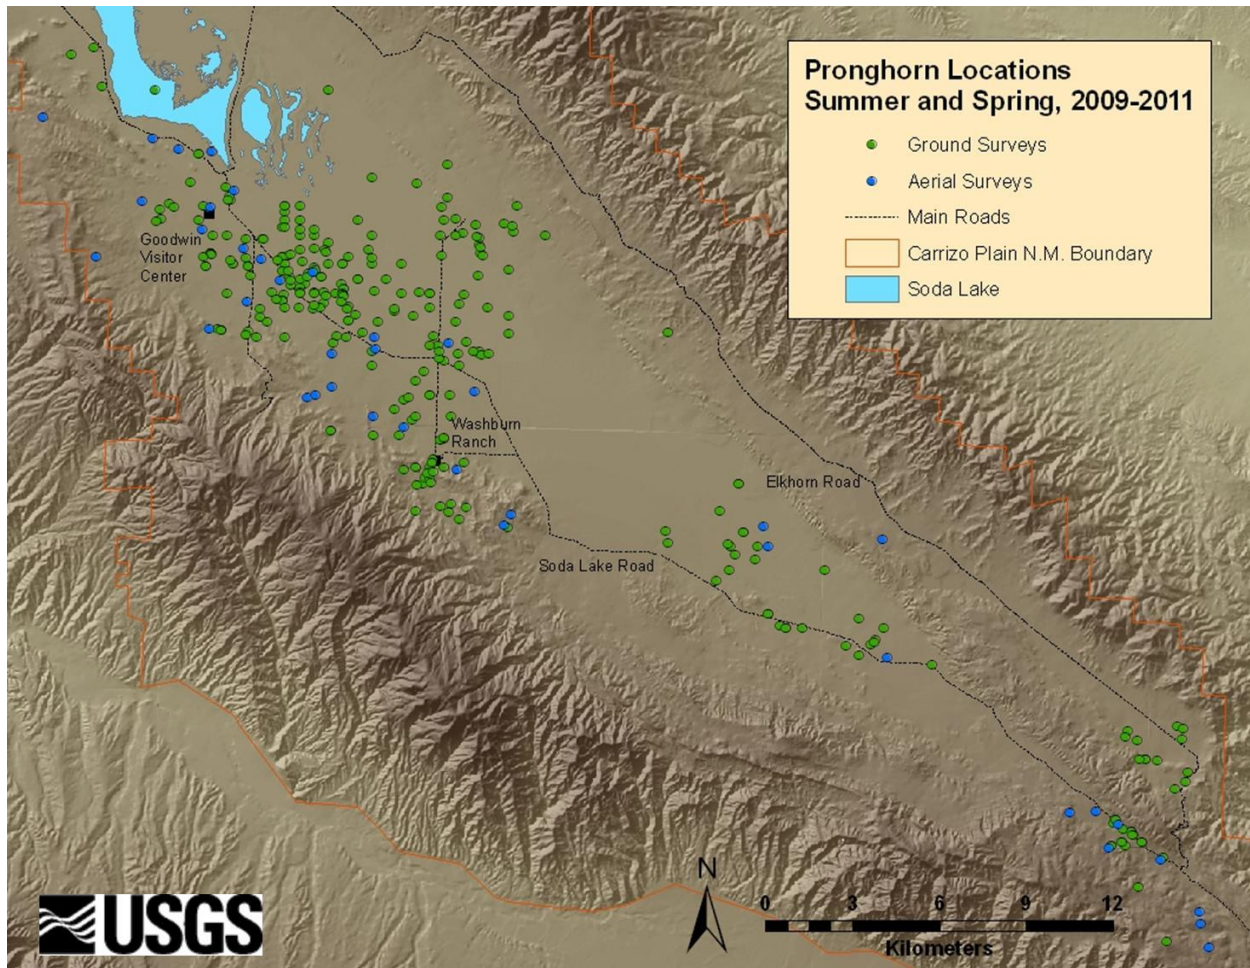 Pronghorn Locations
Summer and Spring, 2009-2011
Ground Surveys
Aerial Surveys
Main Roads
Carrizo Plain N.M. Boundary
Soda Lake
Goodwin
Visitor
Center
Washburn
Ranch
Elkhorn Road
Soda Lake Road
N
0 3 6 9 12
Kilometers
USGS